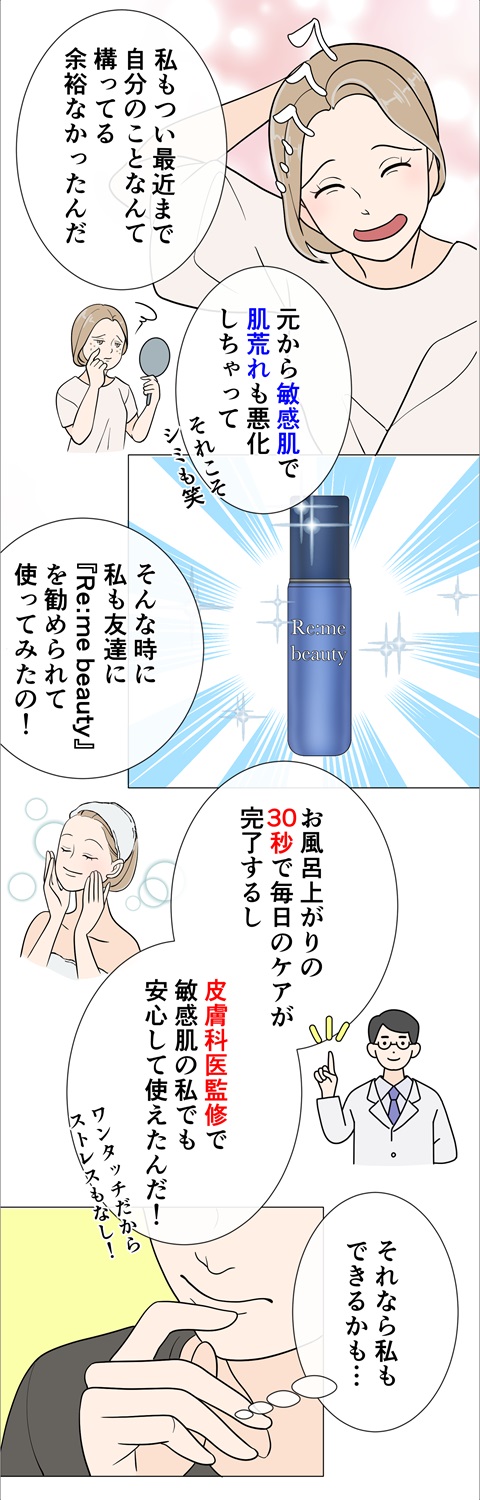 へへへ…
私もつい最近まで
自分のことなんて
構ってる
余裕なかったんだ
元から敏感肌で
肌荒れも悪化
しちゃって
それこそ
シミも笑
Re:me
beauty
そんな時に
私も友達に
『Re:me beauty』
を勧められて
使ってみたの！
お風呂上がりの
30秒で毎日のケアが
完了するし
皮膚科医監修で
敏感肌の私でも
安心して使えたんだ！
ワンタッチだから
ストレスもなし！
それなら私も
できるかも…